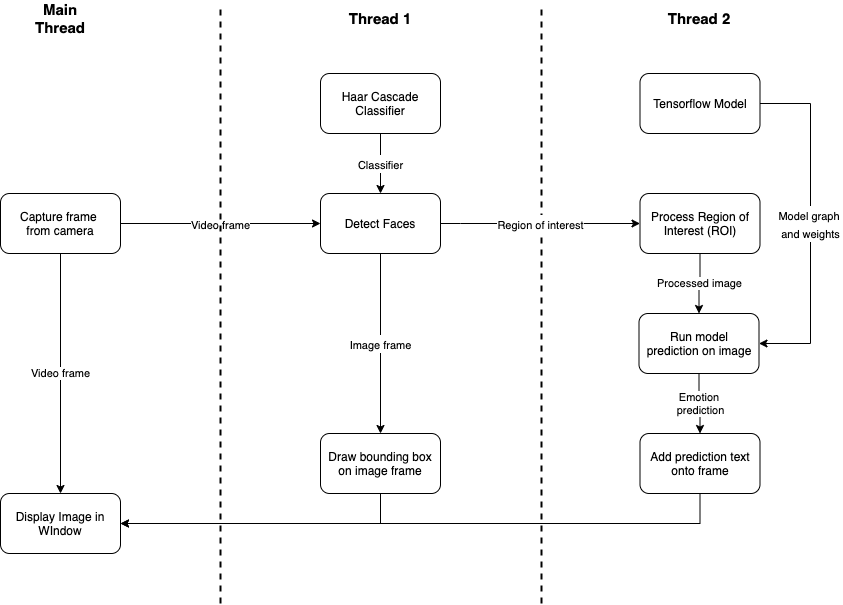 Main
Thread
Thread 1
Thread 2
Haar Cascade
Classifier
Tensorflow Model
Classifier
Capture frame
from camera
Video frame
Detect Faces
Region of interest
Process Region of
Interest (ROI)
Model graph
and weights
Processed image
Run model
prediction on image
Image frame
Video frame
Emotion
prediction
Draw bounding box
on image frame
Add prediction text
onto frame
Display Image in
WIndow